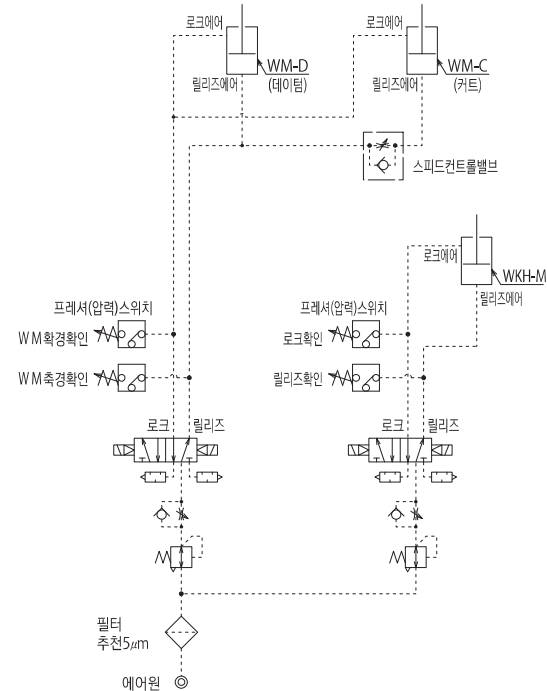 로크에어
로크에어
WM-D
(데이텀)
WM-C
(커트)
릴리즈에어
릴리즈에어
스피드컨트롤밸브
로크에어
WKH-M
릴리즈에어
프레셔(압력)스위치
프레셔(압력)스위치
WM확경확인
로크확인
WM축경확인
릴리즈확인
로크
릴리즈
로크
릴리즈
필터
추천5μm
에어원